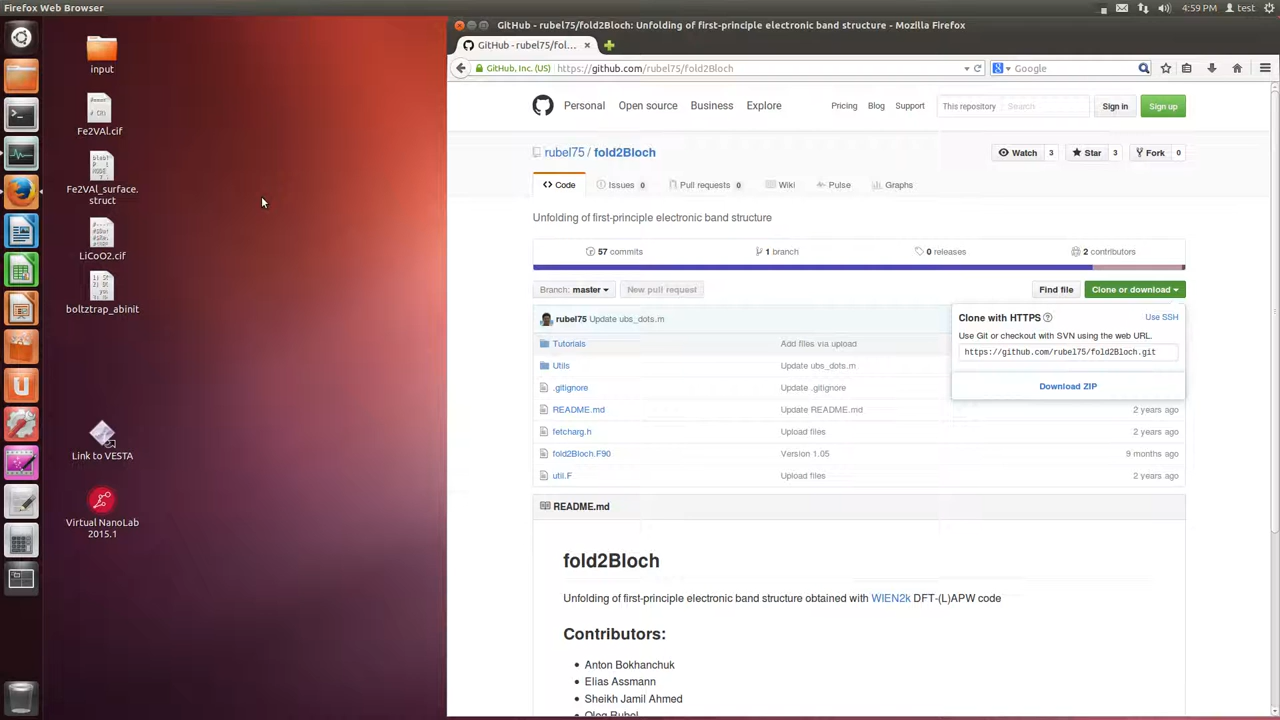 Firefox Web Browser
4:59 PM
test
input
Fe2VAl.cif
Fe2VAl_surface.
struct
LiCoO2.cif
boltztrap_abinit
Link to VESTA
Virtual NanoLab
2015.1
GitHub - rubel75/fold2Bloch: Unfolding of first-principle electronic band structure - Mozilla Firefox
GitHub - rubel75/fol...
GitHub, Inc. (US) https://github.com/rubel75/fold2Bloch
Google
Personal Open source Business Explore
Pricing Blog Support
This repository Search
Sign in
Sign up
rubel75 / fold2Bloch
Watch 3
Star 3
Fork 0
Code
Issues 0
Pull requests 0
Wiki
Pulse
Graphs
Unfolding of first-principle electronic band structure
57 commits
1 branch
0 releases
2 contributors
Branch: master
New pull request
Find file
Clone or download
rubel75 Update ubs_dots.m
Clone with HTTPS
Use SSH
Use Git or checkout with SVN using the web URL.
https://github.com/rubel75/fold2Bloch.git
Download ZIP
Tutorials Add files via upload
Utils Update ubs_dots.m
.gitignore Update .gitignore
README.md Update README.md 2 years ago
fetcharg.h Upload files 2 years ago
fold2Bloch.F90 Version 1.05 9 months ago
util.F Upload files 2 years ago
README.md
fold2Bloch
Unfolding of first-principle electronic band structure obtained with WIEN2k DFT-(L)APW code
Contributors:
Anton Bokhanchuk
Elias Assmann
Sheikh Jamil Ahmed
Oleg Rubel